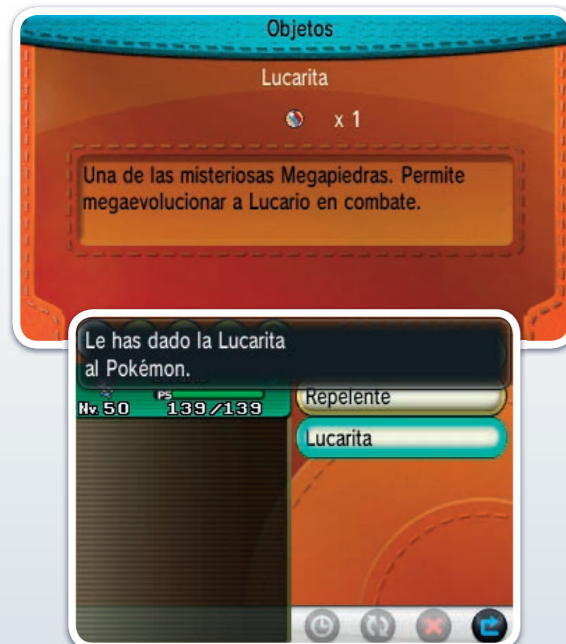 Objetos
Lucarita
x 1
Una de las misteriosas Megapiedras. Permite
megaevolucionar a Lucario en combate.
Le has dado la Lucarita
al Pokémon.
PS
Nv. 50 139/139
Repelente
Lucarita